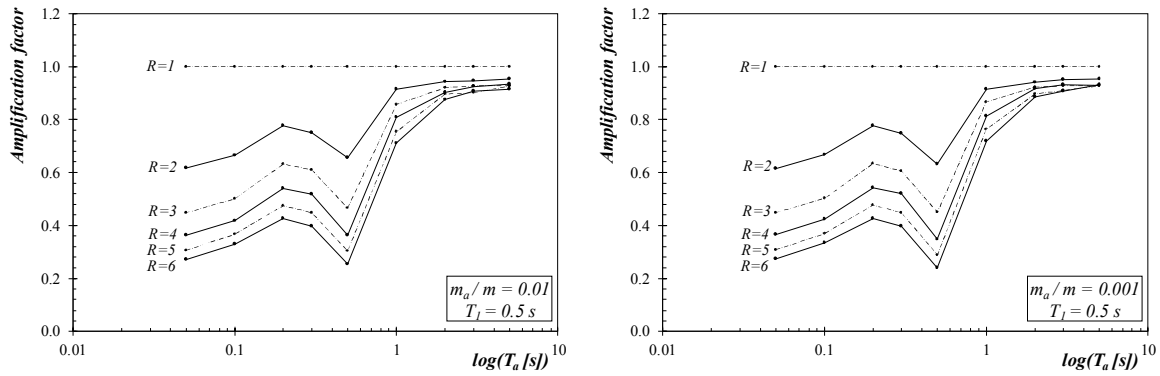 Amplification factor
1.2
1.0
0.8
0.6
0.4
0.2
0.0
R=1
R=2
R=3
R=4
R=5
R=6
m_a / m = 0.01
T_1 = 0.5 s
0.01
0.1
1
10
log(T_a [s])
Amplification factor
1.2
1.0
0.8
0.6
0.4
0.2
0.0
R=1
R=2
R=3
R=4
R=5
R=6
m_a / m = 0.001
T_1 = 0.5 s
0.01
0.1
1
10
log(T_a [s])